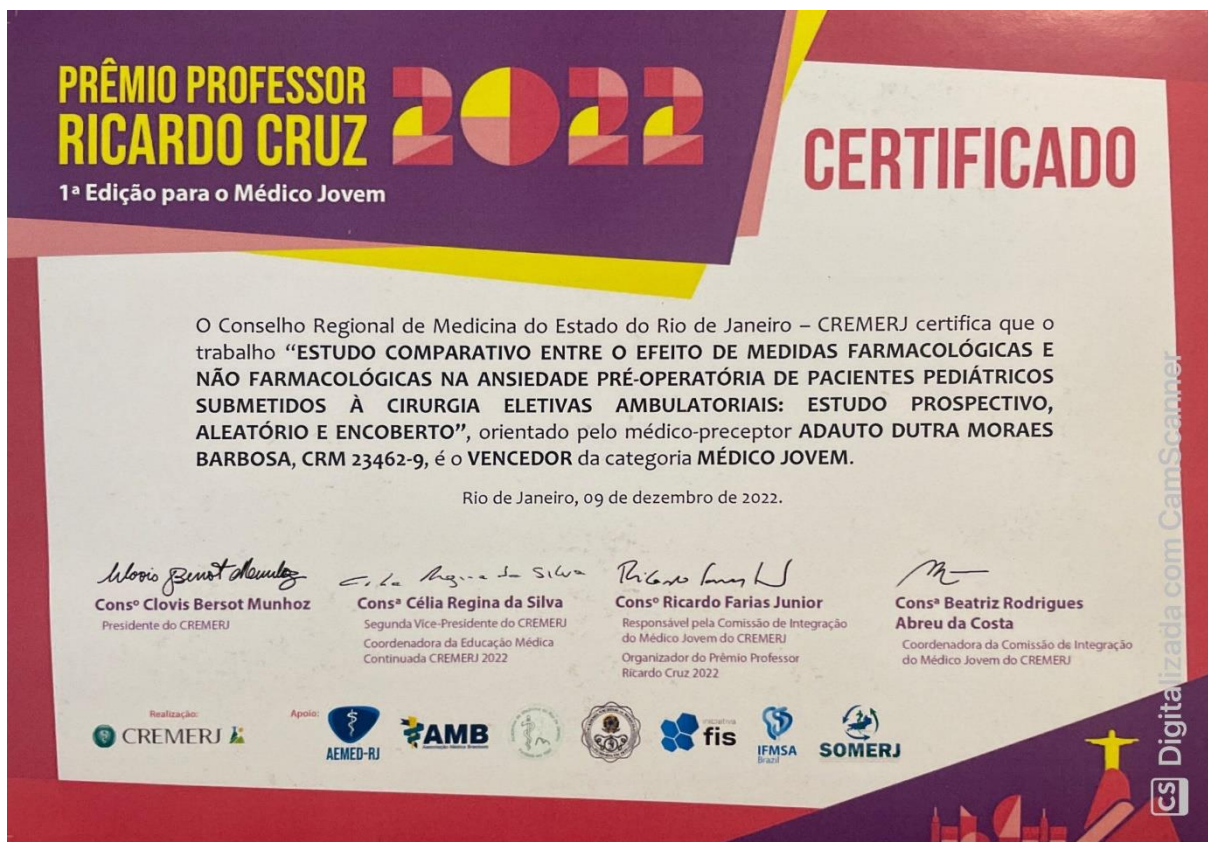 PRÊMIO PROFESSOR
RICARDO CRUZ
2022
1ª Edição para o Médico Jovem
CERTIFICADO
O Conselho Regional de Medicina do Estado do Rio de Janeiro – CREMERJ certifica que o
trabalho “ESTUDO COMPARATIVO ENTRE O EFEITO DE MEDIDAS FARMACOLÓGICAS E
NÃO FARMACOLÓGICAS NA ANSIEDADE PRÉ-OPERATÓRIA DE PACIENTES PEDIÁTRICOS
SUBMETIDOS À CIRURGIA ELETIVAS AMBULATORIAIS: ESTUDO PROSPECTIVO,
ALEATÓRIO E ENCOBERTO”, orientado pelo médico-preceptor ADAUTO DUTRA MORAES
BARBOSA, CRM 23462-9, é o VENCEDOR da categoria MÉDICO JOVEM.
Rio de Janeiro, 09 de dezembro de 2022.
Consº Clovis Bersot Munhoz
Presidente do CREMERJ
Consª Célia Regina da Silva
Segunda Vice-Presidente do CREMERJ
Coordenadora da Educação Médica
Continuada CREMERJ 2022
Consº Ricardo Farias Junior
Responsável pela Comissão de Integração
do Médico Jovem do CREMERJ
Organizador do Prêmio Professor
Ricardo Cruz 2022
Consª Beatriz Rodrigues
Abreu da Costa
Coordenadora da Comissão de Integração
do Médico Jovem do CREMERJ
Realização:
CREMERJ
Apoio:
AEMED-RJ
AMB
Associação Médica Brasileira
iniciativa
fis
IFMSA
Brazil
SOMERJ
CS Digitalizada com CamScanner